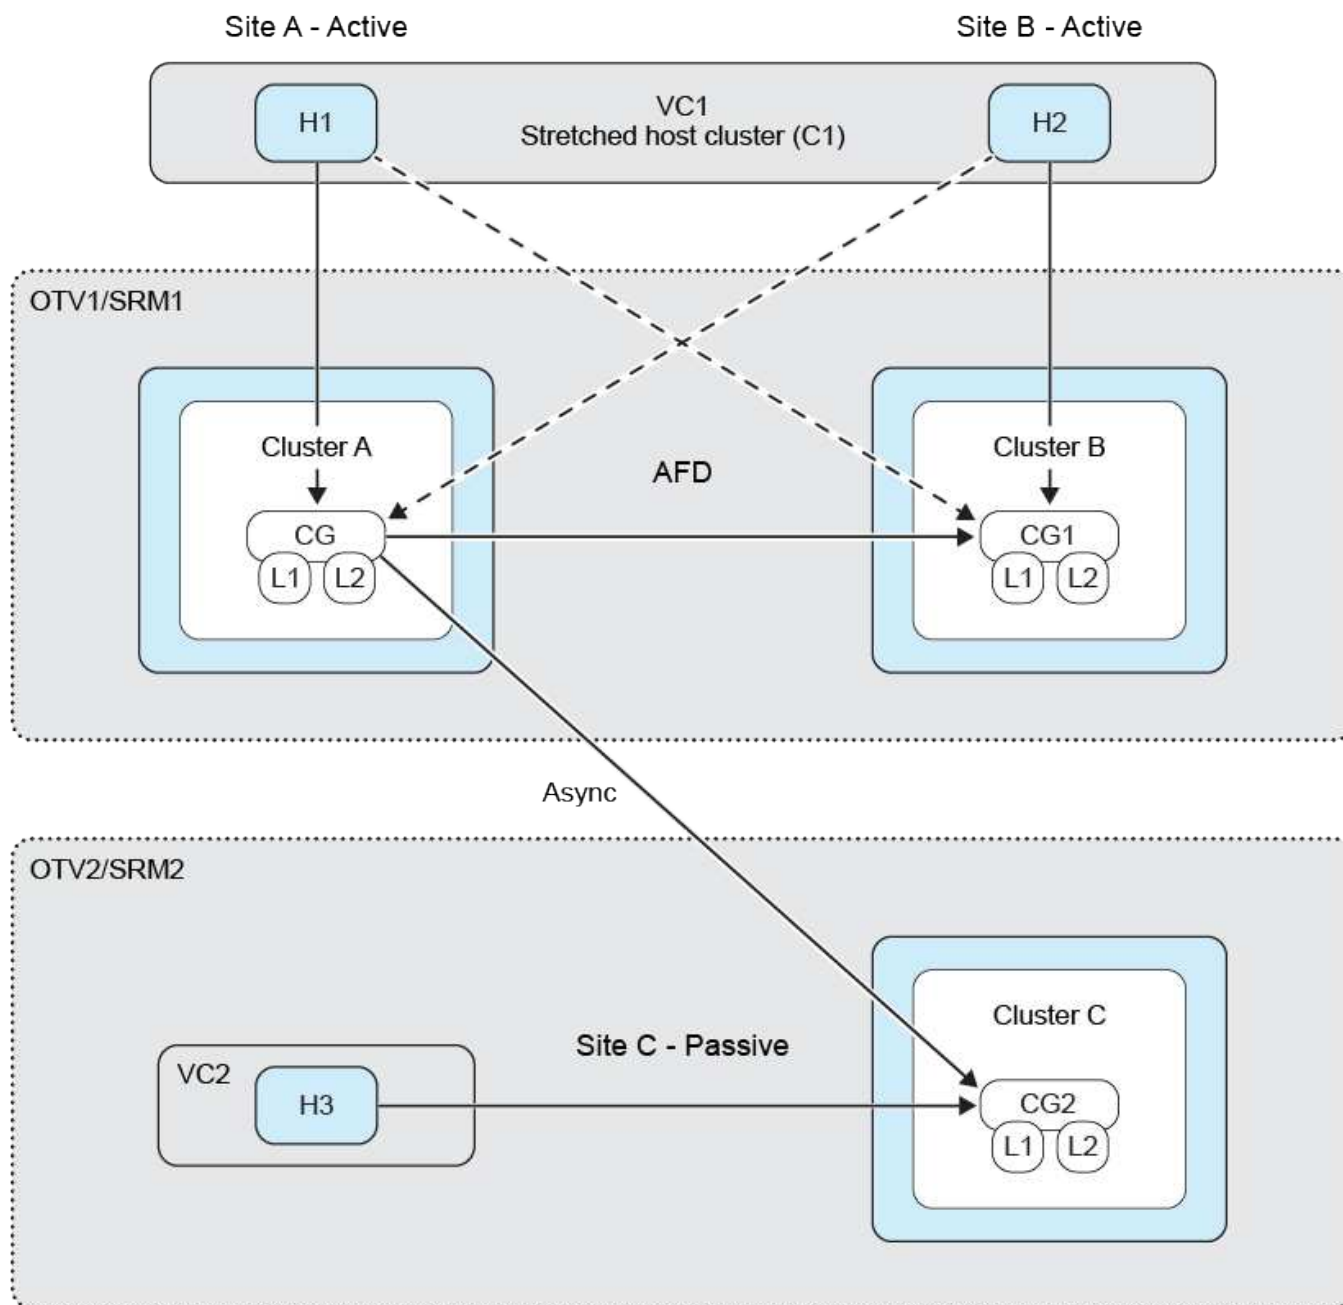 Site A - Active
Site B - Active
H1
VC1
Stretched host cluster (C1)
H2
OTV1/SRM1
Cluster A
AFD
Cluster B
CG
L1 L2
CG1
L1 L2
Async
OTV2/SRM2
Cluster C
Site C - Passive
VC2
H3
CG2
L1 L2